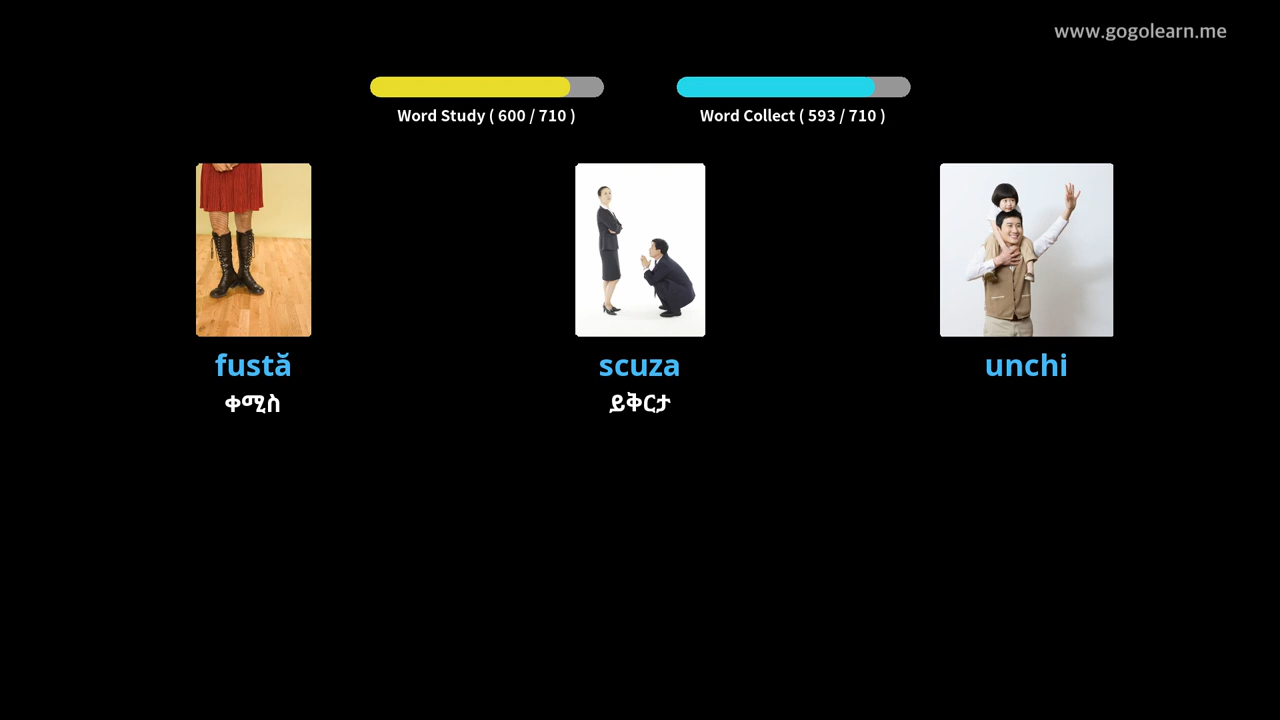 www.gogolearn.me
Word Study ( 600 / 710 )
Word Collect ( 593 / 710 )
fustă
scuza
unchi
ቀሚስ
ይቅርታ